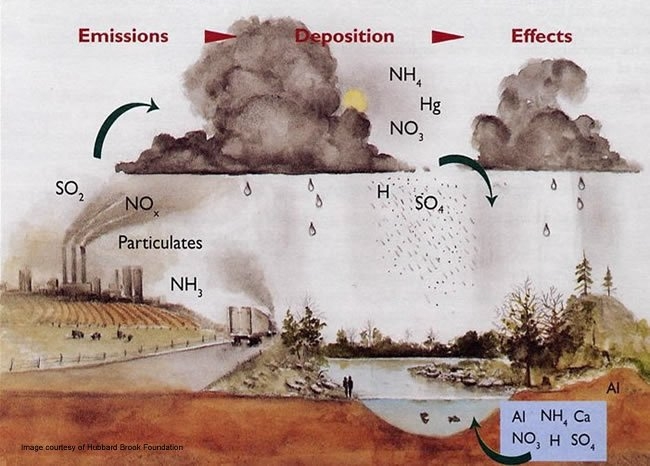 Emissions
Deposition
Effects
NH4
Hg
NO3
SO2
NOx
H
SO4
Particulates
NH3
Al
Al NH4 Ca
NO3 H SO4
Image courtesy of Hubbard Brook Foundation